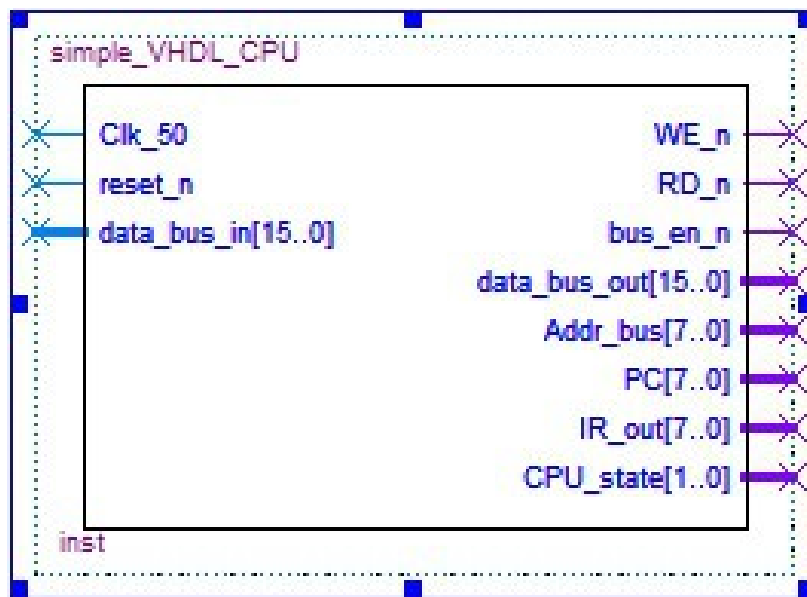 simple_VHDL_CPU
Clk_50
WE_n
reset_n
RD_n
data_bus_in[15..0]
bus_en_n
data_bus_out[15..0]
Addr_bus[7..0]
PC[7..0]
IR_out[7..0]
CPU_state[1..0]
inst